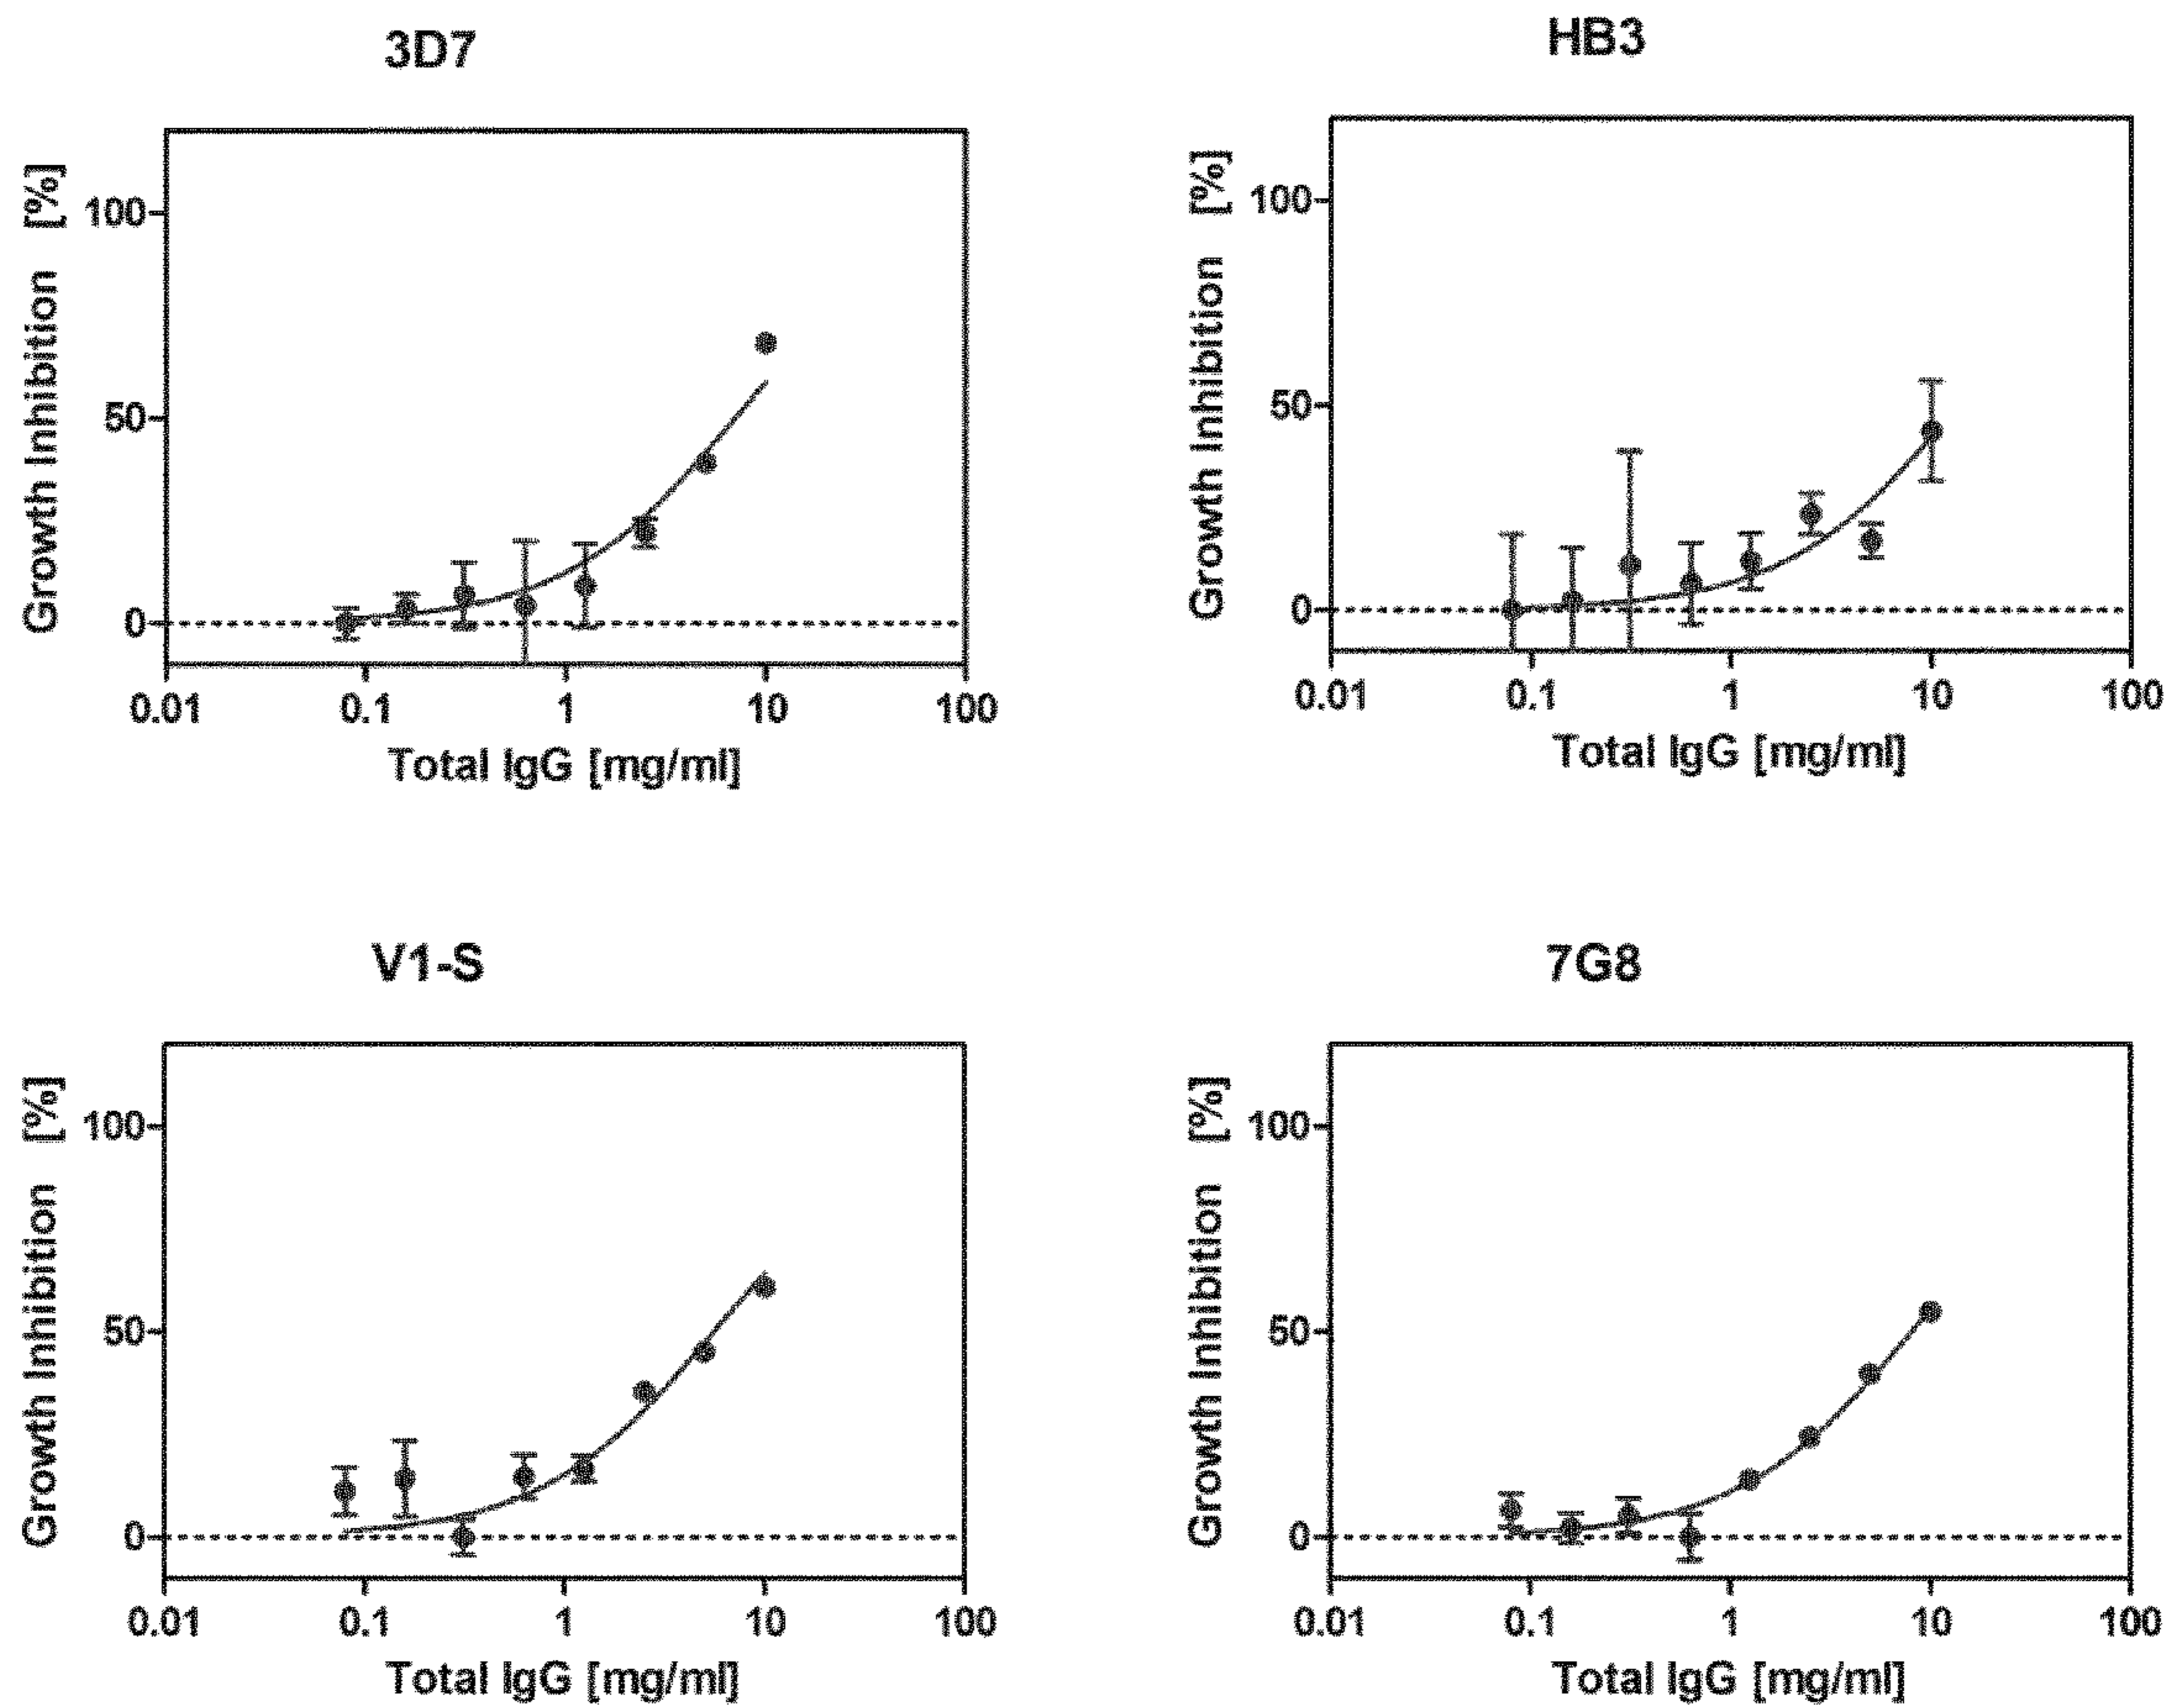 3D7
Growth Inhibition [%]
100
50
0
0.01 0.1 1 10 100
Total IgG [mg/ml]
HB3
Growth Inhibition [%]
100
50
0
0.01 0.1 1 10 100
Total IgG [mg/ml]
V1-S
Growth Inhibition [%]
100
50
0
0.01 0.1 1 10 100
Total IgG [mg/ml]
7G8
Growth Inhibition [%]
100
50
0
0.01 0.1 1 10 100
Total IgG [mg/ml]